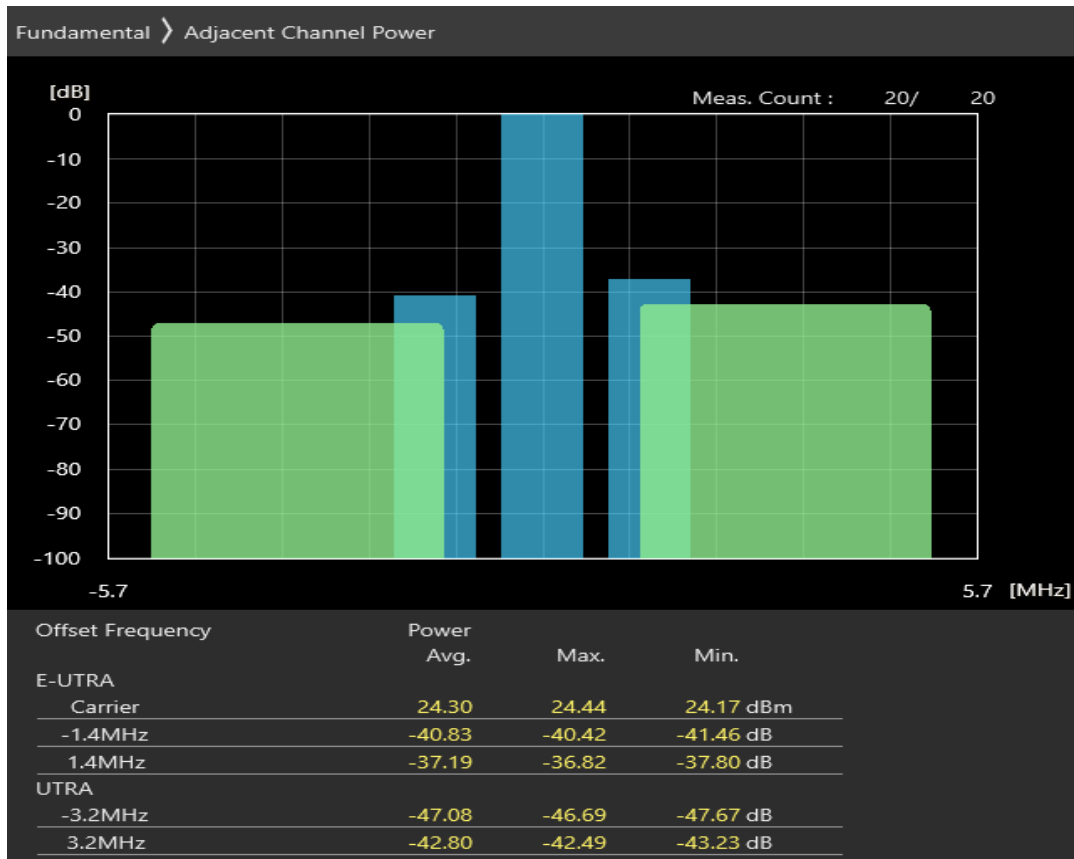 Fundamental 〉 Adjacent Channel Power
[dB]
Meas. Count : 20/ 20
0
-10
-20
-30
-40
-50
-60
-70
-80
-90
-100
-5.7 5.7 [MHz]
Offset Frequency Power
Avg. Max. Min.
E-UTRA
Carrier 24.30 24.44 24.17 dBm
-1.4MHz -40.83 -40.42 -41.46 dB
1.4MHz -37.19 -36.82 -37.80 dB
UTRA
-3.2MHz -47.08 -46.69 -47.67 dB
3.2MHz -42.80 -42.49 -43.23 dB